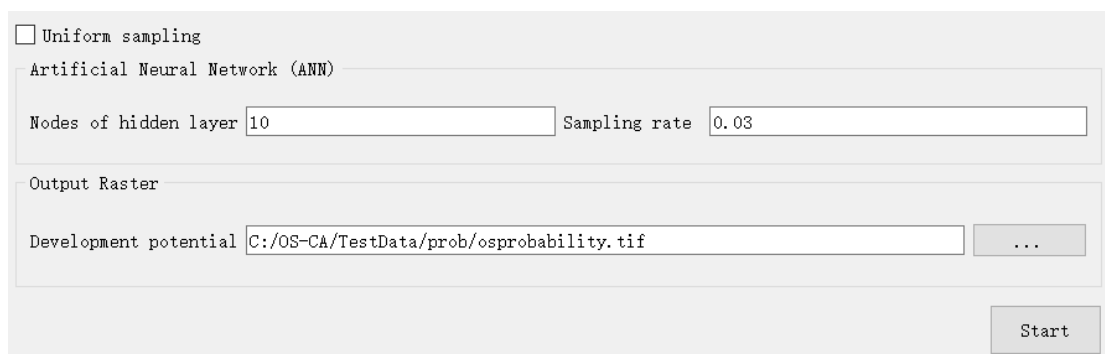 Uniform sampling
Artificial Neural Network (ANN)
Nodes of hidden layer 10 Sampling rate 0.03
Output Raster
Development potential C:/OS-CA/TestData/prob/osprobability.tif ...
Start